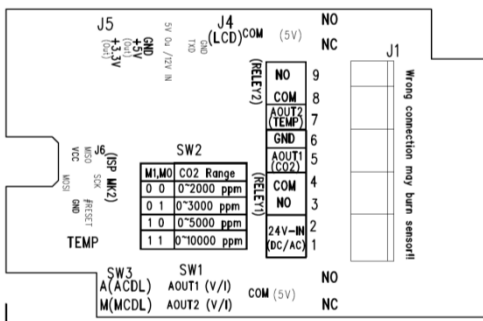 J5
+3.3V
(Out)
+5V
(Out)
GND
5V Ou /12V IN
TXD
GND
J4
(LCD)
COM (5V)
NO
NC
J1
Wrong connection may burn sensor!!
(RELEY2)
NO 9
COM 8
AOUT2
(TEMP) 7
GND 6
AOUT1
(CO2) 5
(RELEY1)
COM 4
NO 3
24V-IN 2
(DC/AC) 1
J6
(ISP MK2)
VCC
MISO
MOSI
SCK
#RESET
GND
TEMP
SW2
M1,M0 CO2 Range
0 0 0~2000 ppm
0 1 0~3000 ppm
1 0 0~5000 ppm
1 1 0~10000 ppm
SW3
A(ACDL)
M(MCDL)
SW1
AOUT1 (V/I)
AOUT2 (V/I)
COM (5V)
NO
NC